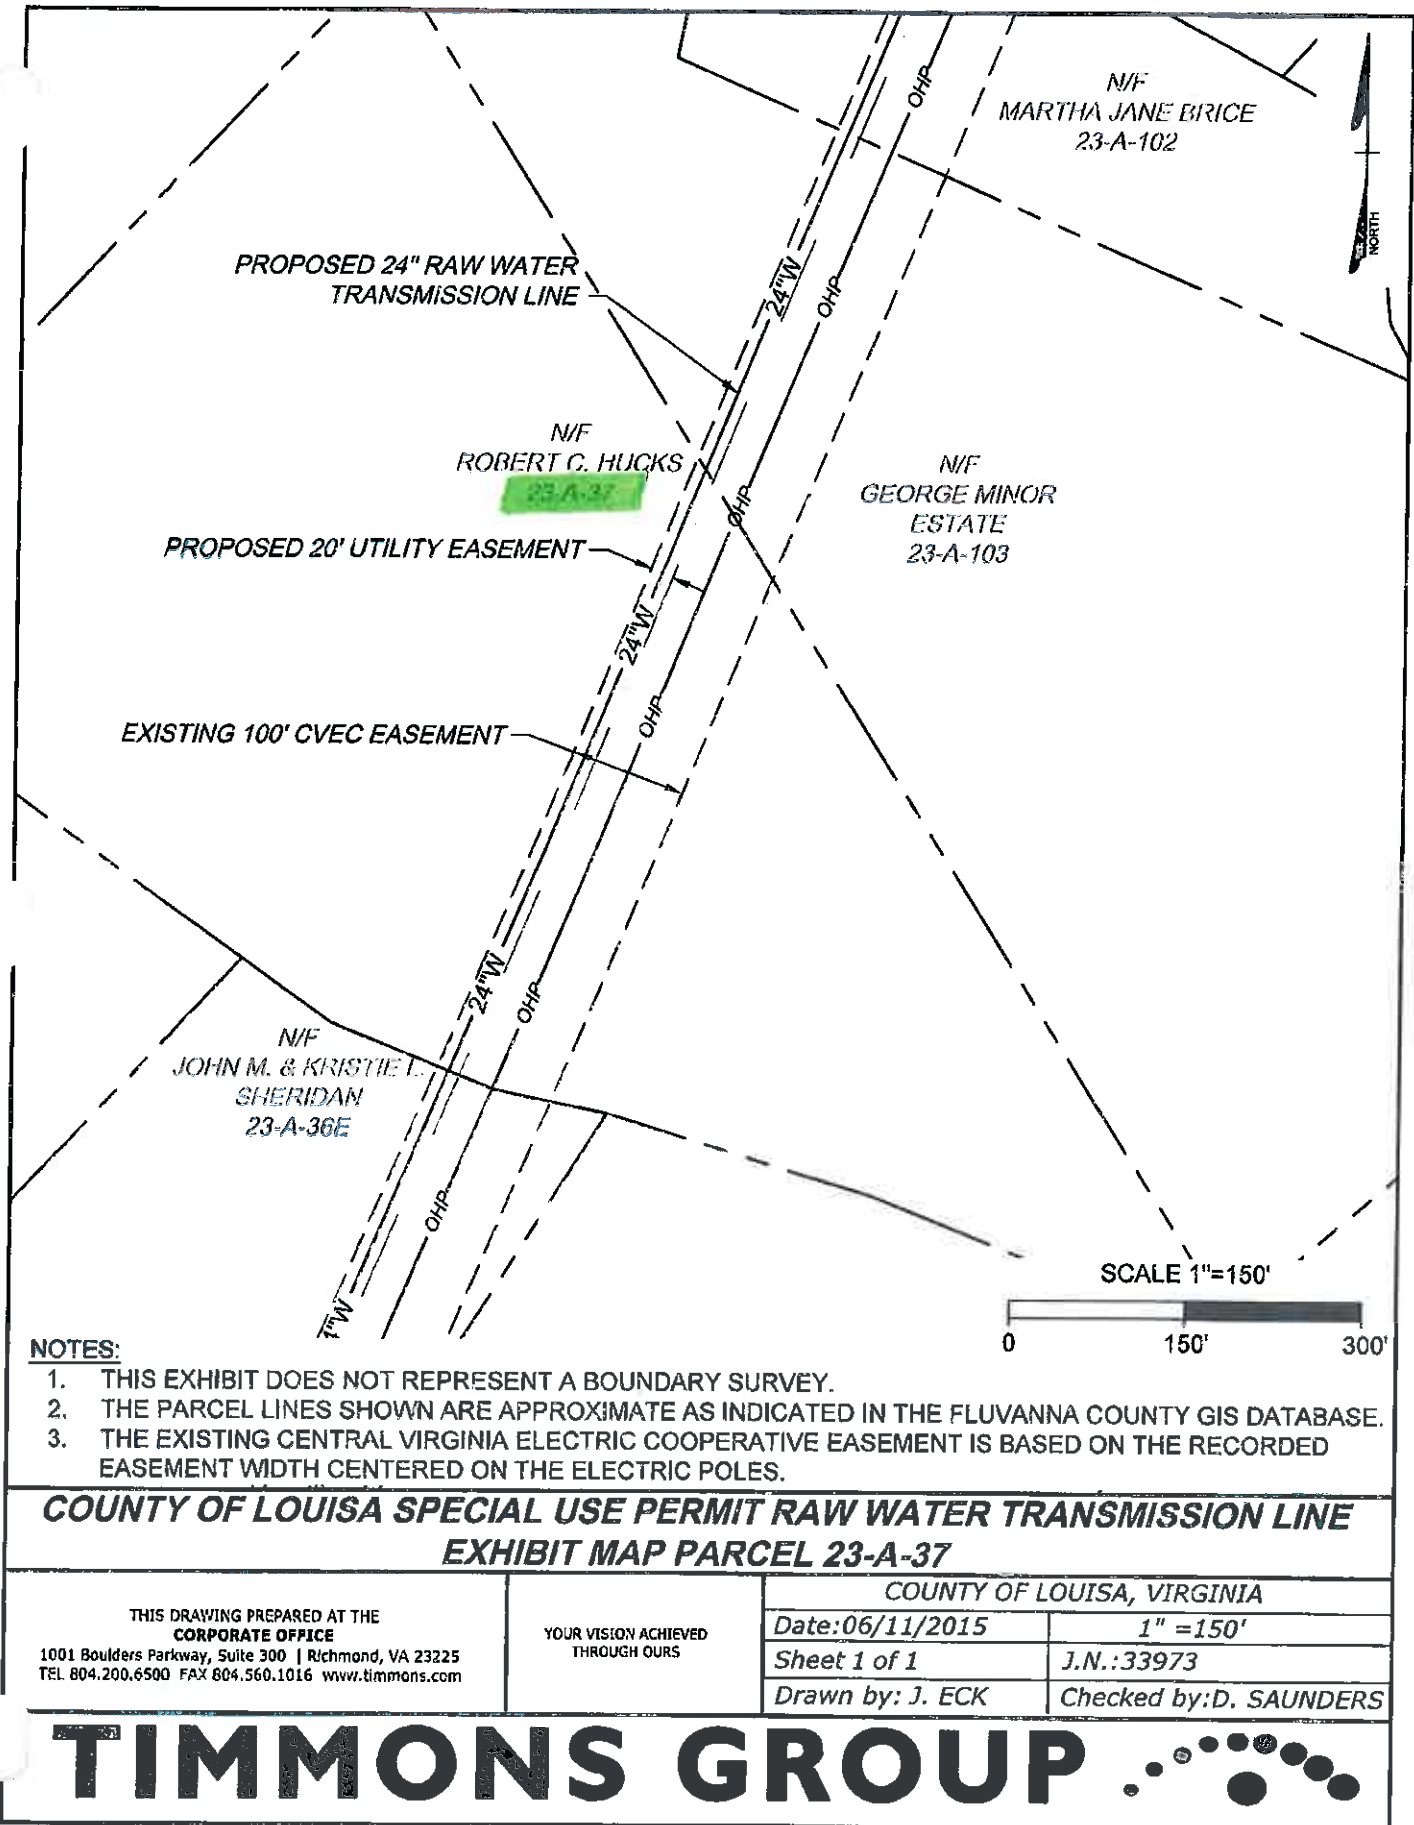 N/F
MARTHA JANE BRICE
23-A-102
NORTH
OHP
PROPOSED 24" RAW WATER
TRANSMISSION LINE
24"W
OHP
N/F
ROBERT C. HUCKS
23-A-37
N/F
GEORGE MINOR
ESTATE
23-A-103
OHP
PROPOSED 20' UTILITY EASEMENT
24"W
OHP
EXISTING 100' CVEC EASEMENT
24"W
OHP
N/F
JOHN M. & KRISTIE L.
SHERIDAN
23-A-36E
OHP
"W
SCALE 1"=150'
0 150' 300'
NOTES:
1. THIS EXHIBIT DOES NOT REPRESENT A BOUNDARY SURVEY.
2. THE PARCEL LINES SHOWN ARE APPROXIMATE AS INDICATED IN THE FLUVANNA COUNTY GIS DATABASE.
3. THE EXISTING CENTRAL VIRGINIA ELECTRIC COOPERATIVE EASEMENT IS BASED ON THE RECORDED
EASEMENT WIDTH CENTERED ON THE ELECTRIC POLES.
COUNTY OF LOUISA SPECIAL USE PERMIT RAW WATER TRANSMISSION LINE
EXHIBIT MAP PARCEL 23-A-37
THIS DRAWING PREPARED AT THE
CORPORATE OFFICE
1001 Boulders Parkway, Suite 300 | Richmond, VA 23225
TEL 804.200.6500 FAX 804.560.1016 www.timmons.com
YOUR VISION ACHIEVED
THROUGH OURS
COUNTY OF LOUISA, VIRGINIA
Date:06/11/2015 1" =150'
Sheet 1 of 1 J.N.:33973
Drawn by: J. ECK Checked by:D. SAUNDERS
TIMMONS GROUP